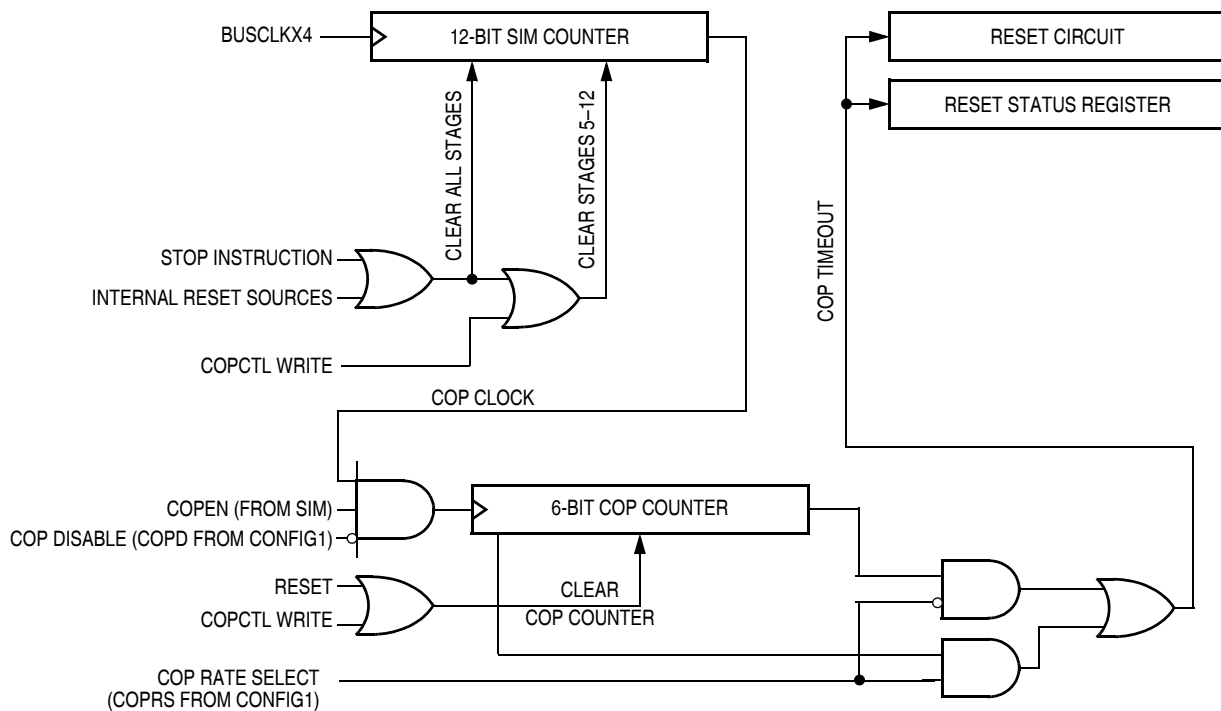 BUSCLKX4
12-BIT SIM COUNTER
RESET CIRCUIT
RESET STATUS REGISTER
CLEAR ALL STAGES
CLEAR STAGES 5–12
COP TIMEOUT
STOP INSTRUCTION
INTERNAL RESET SOURCES
COPCTL WRITE
COP CLOCK
COPEN (FROM SIM)
COP DISABLE (COPD FROM CONFIG1)
6-BIT COP COUNTER
RESET
COPCTL WRITE
CLEAR
COP COUNTER
COP RATE SELECT
(COPRS FROM CONFIG1)